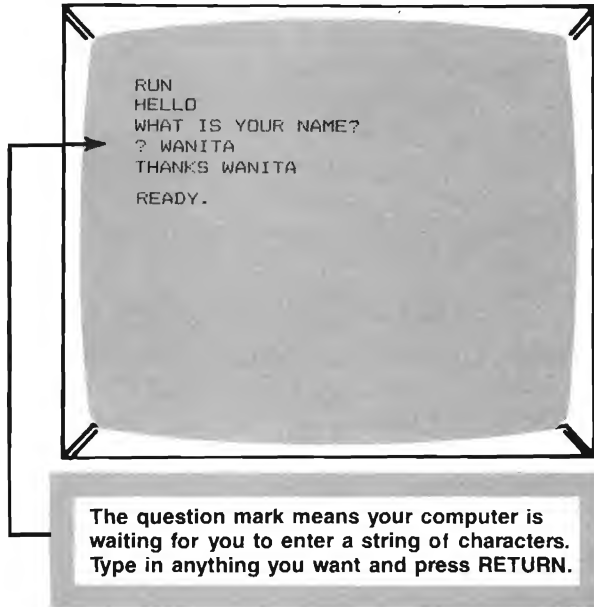 RUN
HELLO
WHAT IS YOUR NAME?
? WANITA
THANKS WANITA
READY.
The question mark means your computer is
waiting for you to enter a string of characters.
Type in anything you want and press RETURN.